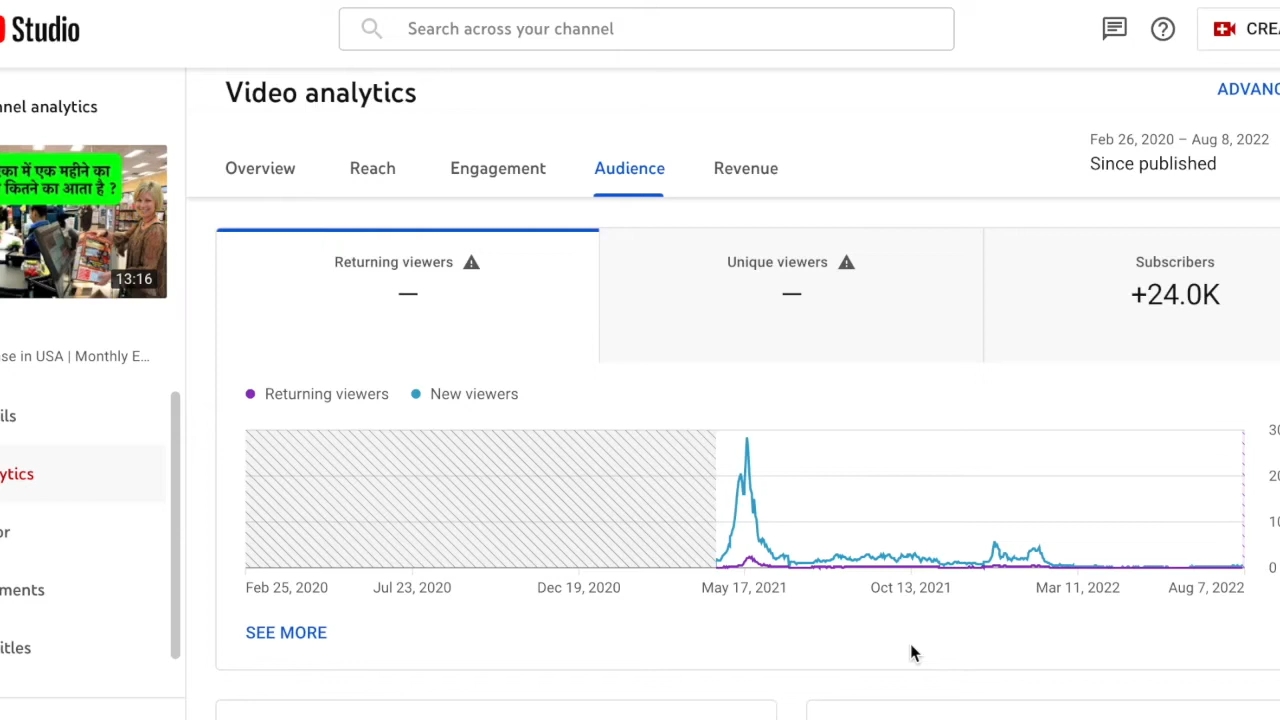 Studio
Search across your channel
CREA
nnel analytics
Video analytics
ADVANC
Overview
Reach
Engagement
Audience
Revenue
Feb 26, 2020 – Aug 8, 2022
Since published
का में एक महीने का
कितने का आता है ?
13:16
Returning viewers
—
Unique viewers
—
Subscribers
+24.0K
se in USA | Monthly E...
Returning viewers
New viewers
ils
ytics
or
ments
itles
30
20
10
0
Feb 25, 2020
Jul 23, 2020
Dec 19, 2020
May 17, 2021
Oct 13, 2021
Mar 11, 2022
Aug 7, 2022
SEE MORE